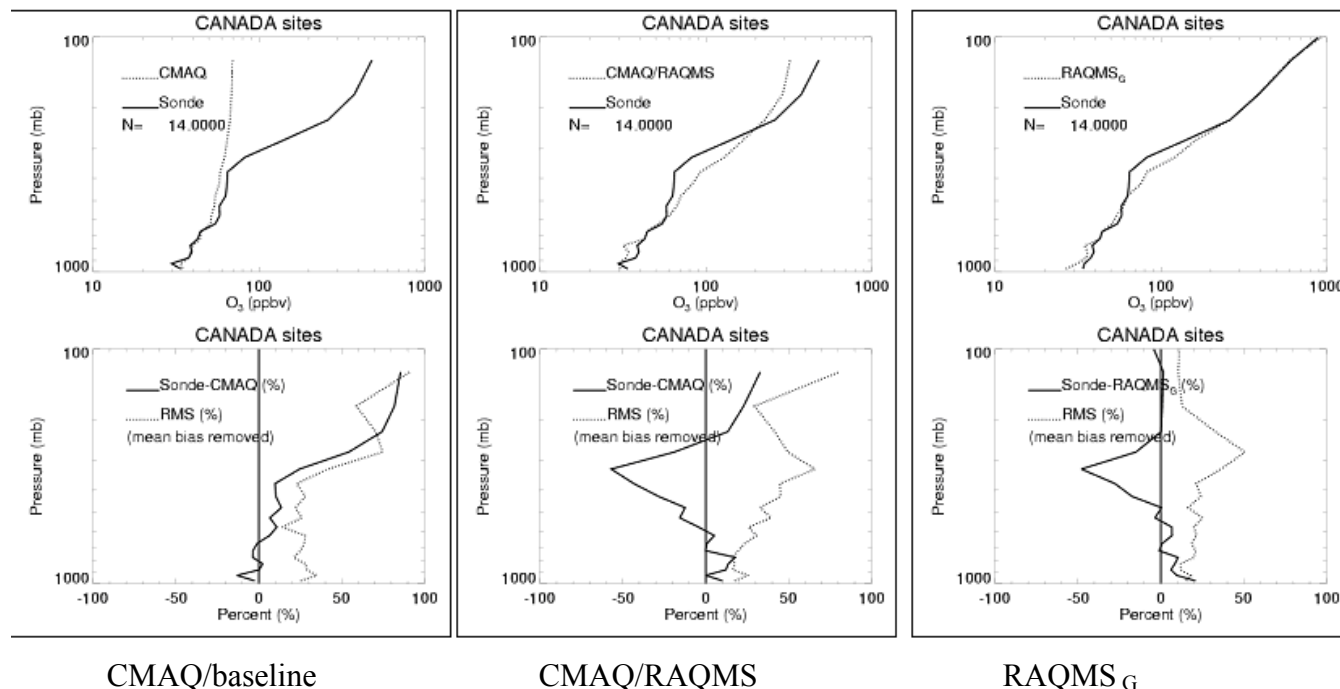 CANADA sites
100
CMAQ
Sonde
N= 14.0000
Pressure (mb)
1000
10 100 1000
O3 (ppbv)
CANADA sites
100
Sonde-CMAQ (%)
RMS (%)
(mean bias removed)
Pressure (mb)
1000
-100 -50 0 50 100
Percent (%)
CMAQ/baseline
CANADA sites
100
CMAQ/RAQMS
Sonde
N= 14.0000
Pressure (mb)
1000
10 100 1000
O3 (ppbv)
CANADA sites
100
Sonde-CMAQ (%)
RMS (%)
(mean bias removed)
Pressure (mb)
1000
-100 -50 0 50 100
Percent (%)
CMAQ/RAQMS
CANADA sites
100
RAQMSG
Sonde
N= 14.0000
Pressure (mb)
1000
10 100 1000
O3 (ppbv)
CANADA sites
100
Sonde-RAQMSG (%)
RMS (%)
(mean bias removed)
Pressure (mb)
1000
-100 -50 0 50 100
Percent (%)
RAQMS G